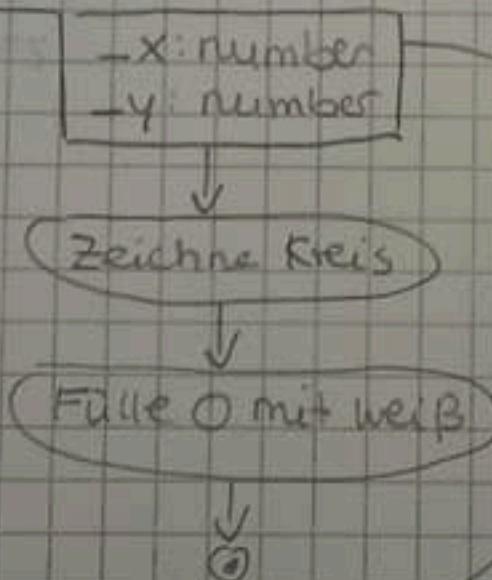 _x: number
_y: number
Zeichne Kreis
Fülle O mit weiß